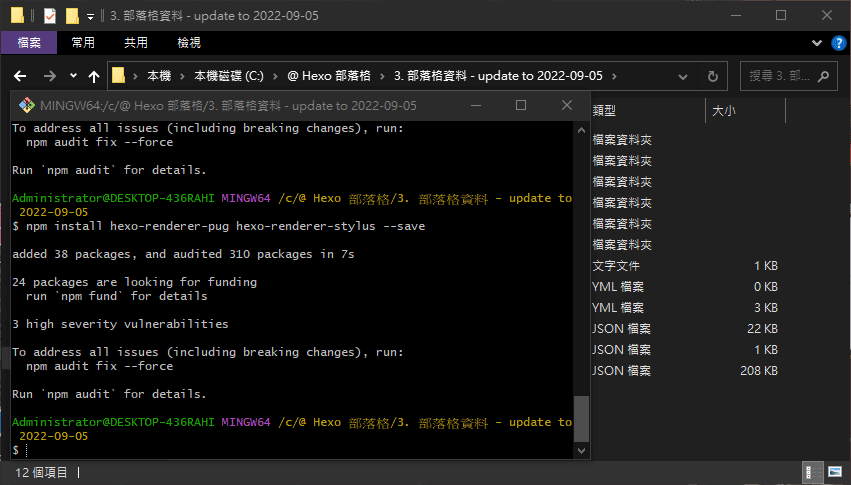 3. 部落格資料 - update to 2022-09-05
檔案 常用 共用 檢視
本機 本機磁碟 (C:) @ Hexo 部落格 3. 部落格資料 - update to 2022-09-05 搜尋 3. 部...
MINGW64:/c/@ Hexo 部落格/3. 部落格資料 - update to 2022-09-05
To address all issues (including breaking changes), run:
npm audit fix --force
Run `npm audit` for details.
Administrator@DESKTOP-436RAHI MINGW64 /c/@ Hexo 部落格/3. 部落格資料 - update to
2022-09-05
$ npm install hexo-renderer-pug hexo-renderer-stylus --save
added 38 packages, and audited 310 packages in 7s
24 packages are looking for funding
run `npm fund` for details
3 high severity vulnerabilities
To address all issues (including breaking changes), run:
npm audit fix --force
Run `npm audit` for details.
Administrator@DESKTOP-436RAHI MINGW64 /c/@ Hexo 部落格/3. 部落格資料 - update to
2022-09-05
$
類型 大小
檔案資料夾
檔案資料夾
檔案資料夾
檔案資料夾
檔案資料夾
檔案資料夾
文字文件 1 KB
YML 檔案 0 KB
YML 檔案 3 KB
JSON 檔案 22 KB
JSON 檔案 1 KB
JSON 檔案 208 KB
12 個項目